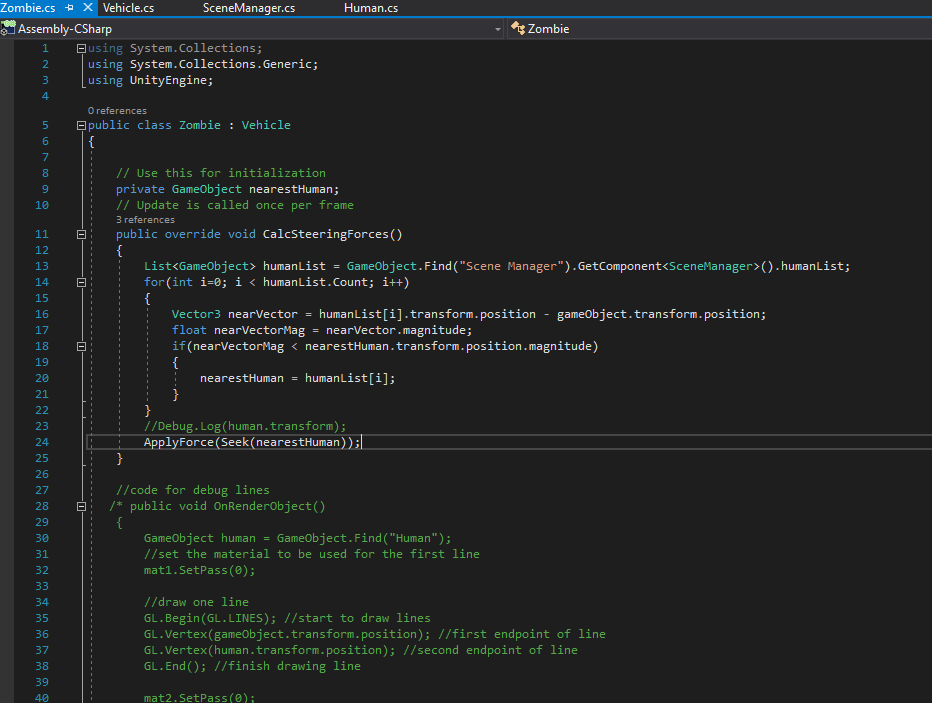 Zombie.cs Vehicle.cs SceneManager.cs Human.cs
Assembly-CSharp Zombie
1 using System.Collections;
2 using System.Collections.Generic;
3 using UnityEngine;
4
0 references
5 public class Zombie : Vehicle
6 {
7
8 // Use this for initialization
9 private GameObject nearestHuman;
10 // Update is called once per frame
3 references
11 public override void CalcSteeringForces()
12 {
13 List<GameObject> humanList = GameObject.Find("Scene Manager").GetComponent<SceneManager>().humanList;
14 for(int i=0; i < humanList.Count; i++)
15 {
16 Vector3 nearVector = humanList[i].transform.position - gameObject.transform.position;
17 float nearVectorMag = nearVector.magnitude;
18 if(nearVectorMag < nearestHuman.transform.position.magnitude)
19 {
20 nearestHuman = humanList[i];
21 }
22 }
23 //Debug.Log(human.transform);
24 ApplyForce(Seek(nearestHuman));
25 }
26
27 //code for debug lines
28 /* public void OnRenderObject()
29 {
30 GameObject human = GameObject.Find("Human");
31 //set the material to be used for the first line
32 mat1.SetPass(0);
33
34 //draw one line
35 GL.Begin(GL.LINES); //start to draw lines
36 GL.Vertex(gameObject.transform.position); //first endpoint of line
37 GL.Vertex(human.transform.position); //second endpoint of line
38 GL.End(); //finish drawing line
39
40 mat2.SetPass(0);